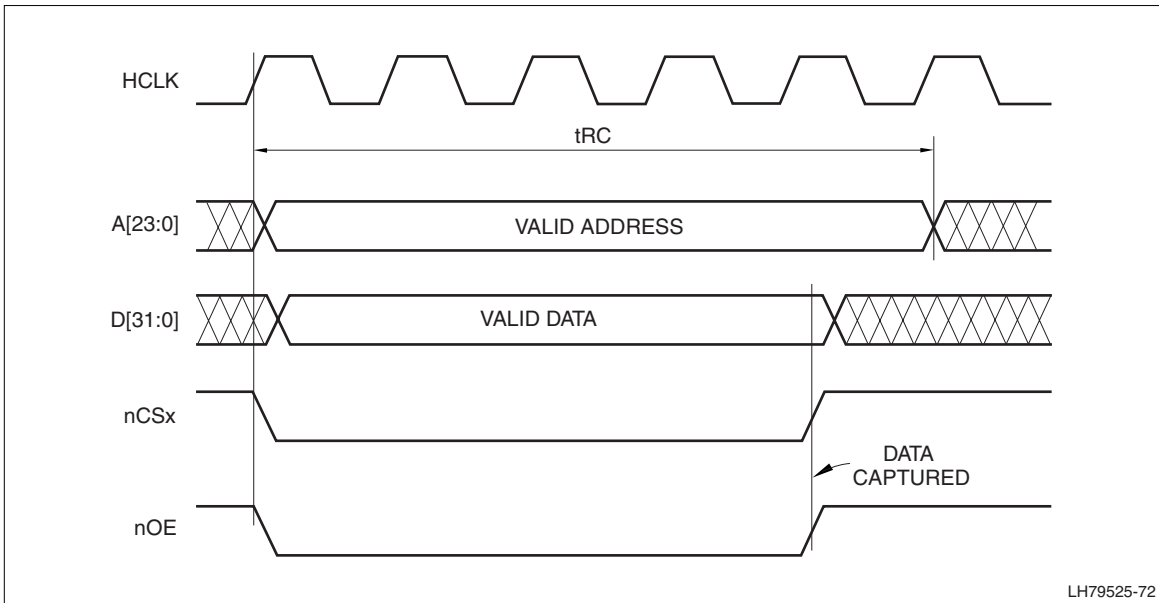 HCLK
tRC
A[23:0]
VALID ADDRESS
D[31:0]
VALID DATA
nCSx
DATA
CAPTURED
nOE
LH79525-72